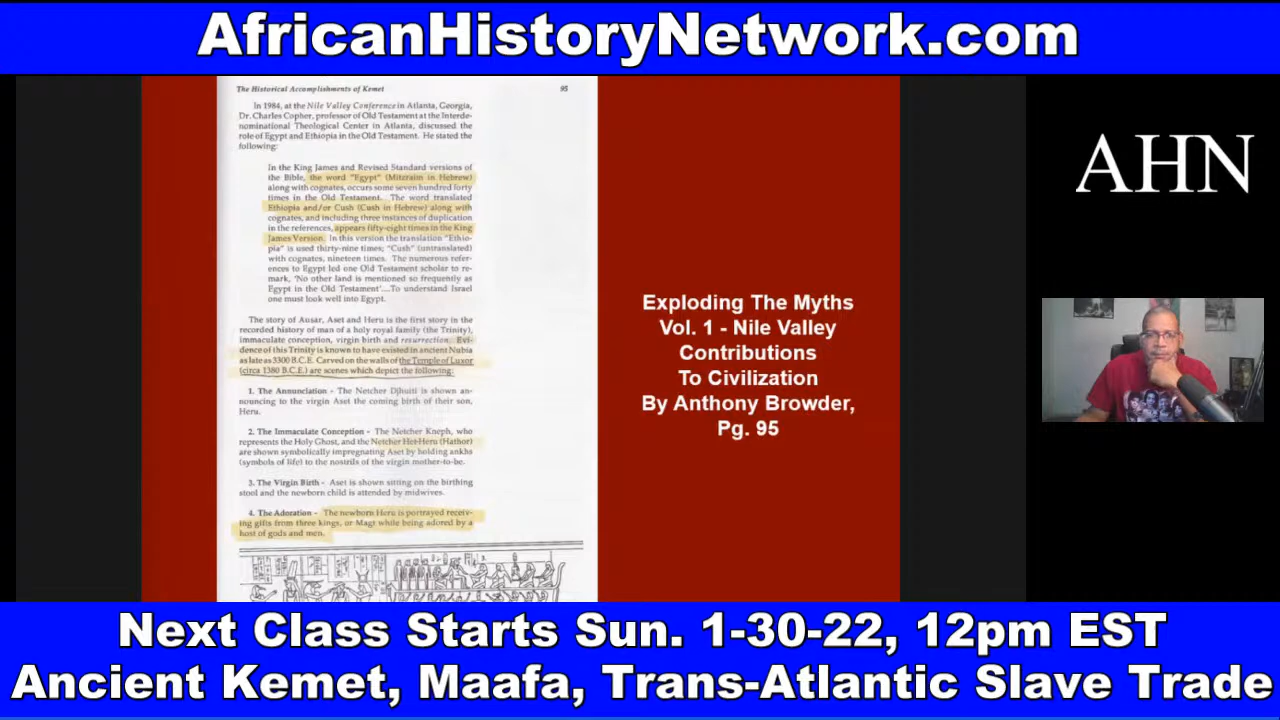 AfricanHistoryNetwork.com
The Historical Accomplishments of Kemet 95
In 1984, at the Nile Valley Conference in Atlanta, Georgia,
Dr. Charles Copher, professor of Old Testament at the Interde-
nominational Theological Center in Atlanta, discussed the
role of Egypt and Ethiopia in the Old Testament. He stated the
following:
In the King James and Revised Standard versions of
the Bible, the word "Egypt" (Mitzraim in Hebrew)
along with cognates, occurs some seven hundred forty
times in the Old Testament. The word translated
Ethiopia and/or Cush (Cush in Hebrew) along with
cognates, and including three instances of duplication
in the references, appears fifty-eight times in the King
James Version. In this version the translation "Ethio-
pia" is used thirty-nine times; "Cush" (untranslated)
with cognates, nineteen times. The numerous refer-
ences to Egypt led one Old Testament scholar to re-
mark, 'No other land is mentioned so frequently as
Egypt in the Old Testament'....To understand Israel
one must look well into Egypt.
The story of Ausar, Aset and Heru is the first story in the
recorded history of man of a holy royal family (the Trinity),
immaculate conception, virgin birth and resurrection. Evi-
dence of this Trinity is known to have existed in ancient Nubia
as late as 3300 B.C.E. Carved on the walls of the Temple of Luxor
(circa 1380 B.C.E.) are scenes which depict the following:
1. The Annunciation - The Netcher Djhuiti is shown an-
nouncing to the virgin Aset the coming birth of their son,
Heru.
2. The Immaculate Conception - The Netcher Kneph, who
represents the Holy Ghost, and the Netcher Het-Heru (Hathor)
are shown symbolically impregnating Aset by holding ankhs
(symbols of life) to the nostrils of the virgin mother-to-be.
3. The Virgin Birth - Aset is shown sitting on the birthing
stool and the newborn child is attended by midwives.
4. The Adoration - The newborn Heru is portrayed receiv-
ing gifts from three kings, or Magi while being adored by a
host of gods and men.
Exploding The Myths
Vol. 1 - Nile Valley
Contributions
To Civilization
By Anthony Browder,
Pg. 95
AHN
Next Class Starts Sun. 1-30-22, 12pm EST
Ancient Kemet, Maafa, Trans-Atlantic Slave Trade